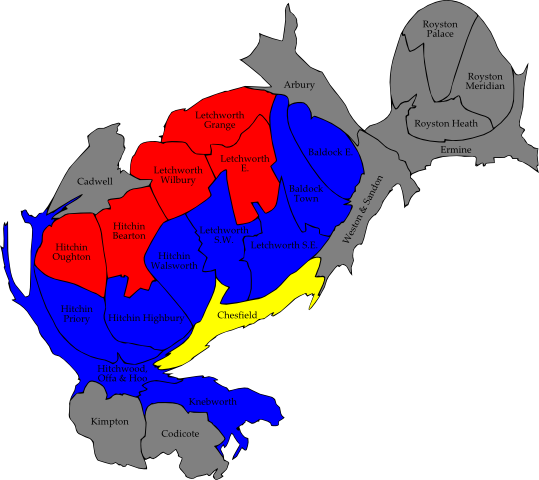 Royston
Palace
Royston
Meridian
Arbury
Letchworth
Grange
Royston Heath
Ermine
Baldock E.
Letchworth
E.
Letchworth
Wilbury
Cadwell
Baldock
Town
Weston & Sandon
Hitchin
Bearton
Letchworth
S.W.
Letchworth S.E.
Hitchin
Oughton
Hitchin
Walsworth
Hitchin
Priory
Hitchin Highbury
Chesfield
Hitchwood,
Offa & Hoo
Knebworth
Kimpton
Codicote